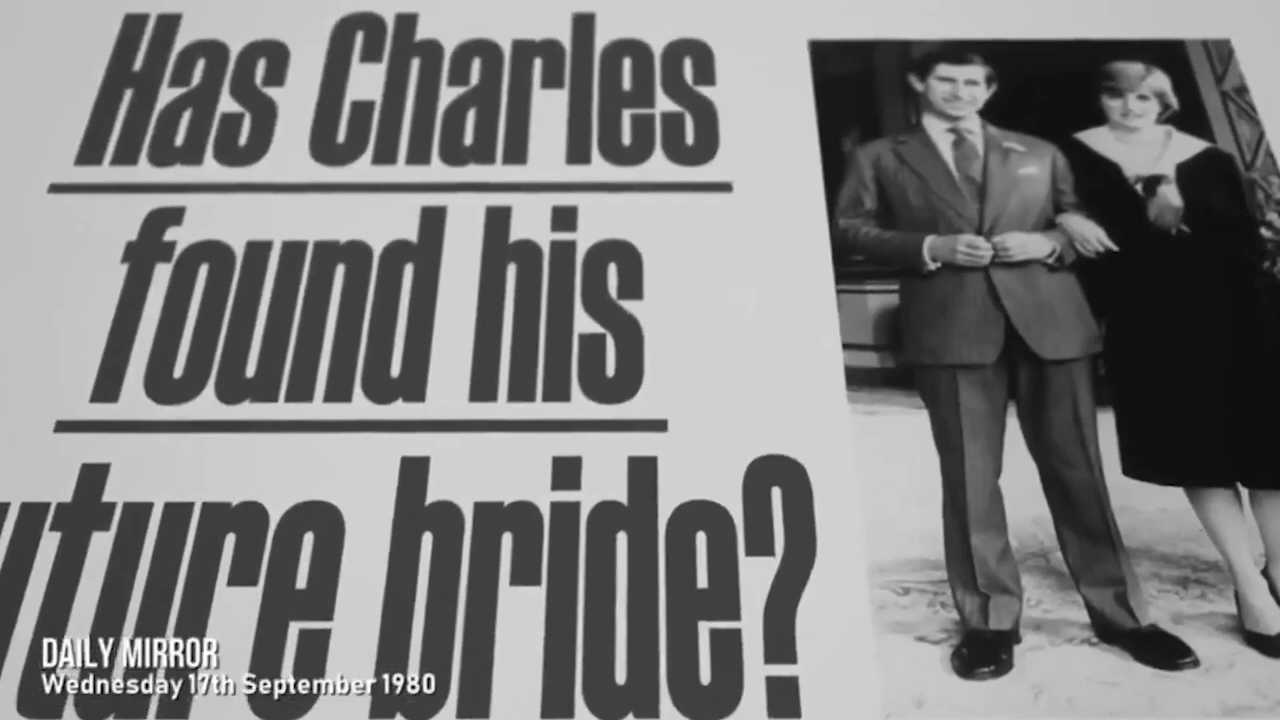 Has Charles
found his
uture bride?
DAILY MIRROR
Wednesday 17th September 1980